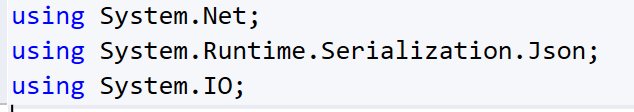 using System.Net;
using System.Runtime.Serialization.Json;
using System.IO;